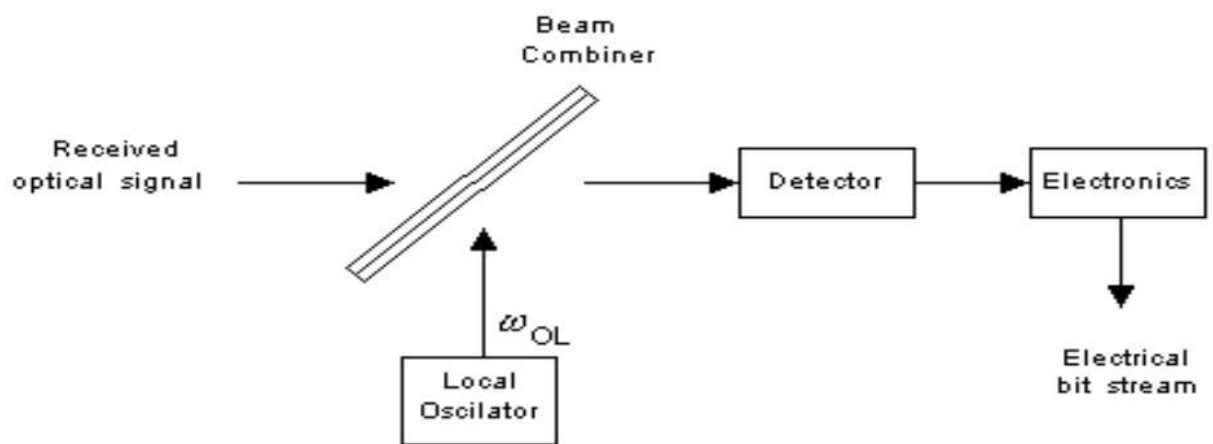 Beam
Combiner
Received
optical signal
Detector
Electronics
ω OL
Local
Oscilator
Electrical
bit stream